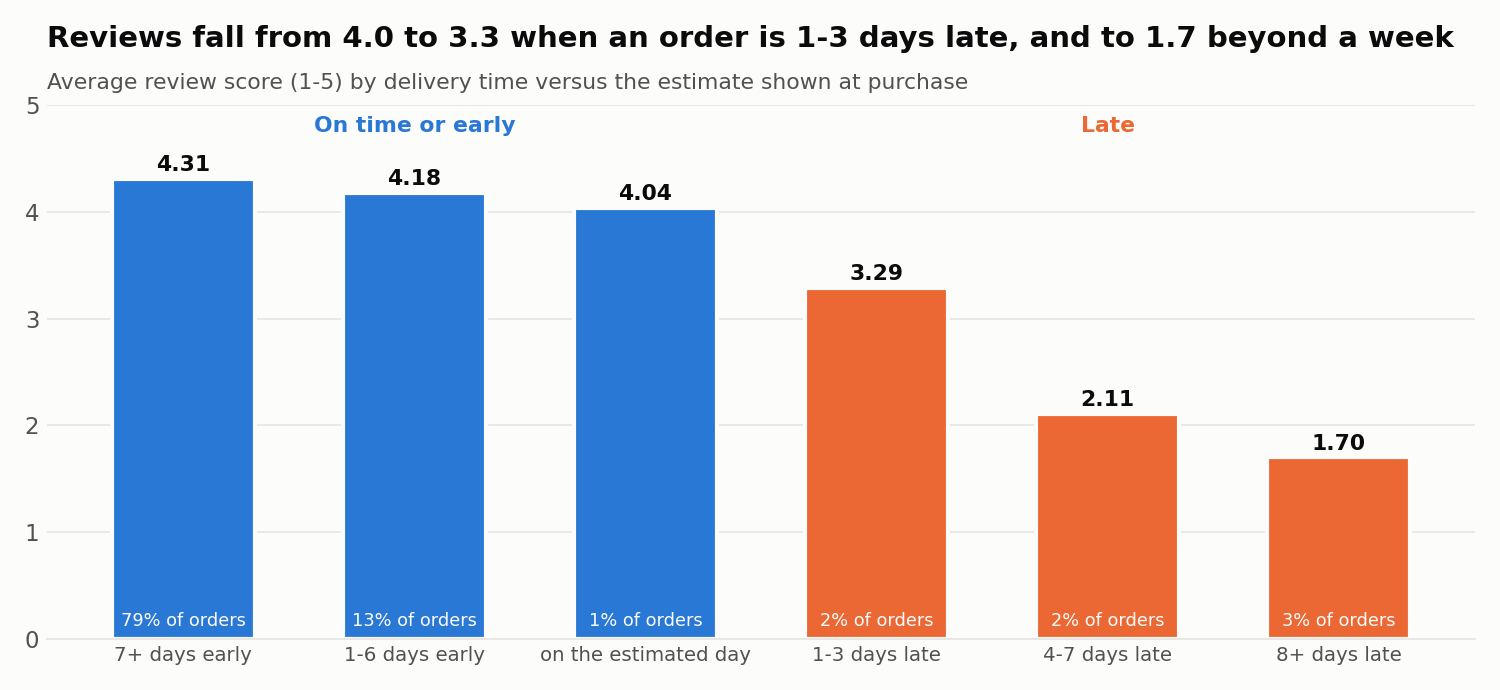 Reviews fall from 4.0 to 3.3 when an order is 1-3 days late, and to 1.7 beyond a week
Average review score (1-5) by delivery time versus the estimate shown at purchase
5
On time or early
Late
4.31
4.18
4.04
4
3.29
3
2.11
2
1.70
1
79% of orders
13% of orders
1% of orders
2% of orders
2% of orders
3% of orders
0
7+ days early
1-6 days early
on the estimated day
1-3 days late
4-7 days late
8+ days late